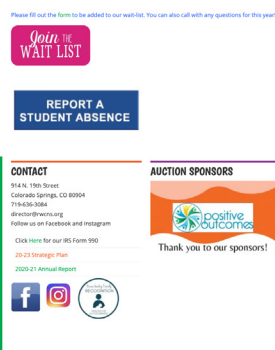 Please fill out the form to be added to our wait-list. You can also call with any questions for this year
Join THE
WAIT LIST
REPORT A
STUDENT ABSENCE
CONTACT
914 N. 19th Street
Colorado Springs, CO 80904
719-636-3084
director@rwcns.org
Follow us on Facebook and Instagram
Click Here for our IRS Form 990
20-23 Strategic Plan
2020-21 Annual Report
f
RECOGNITION
AUCTION SPONSORS
positive
outcomes
Thank you to our sponsors!